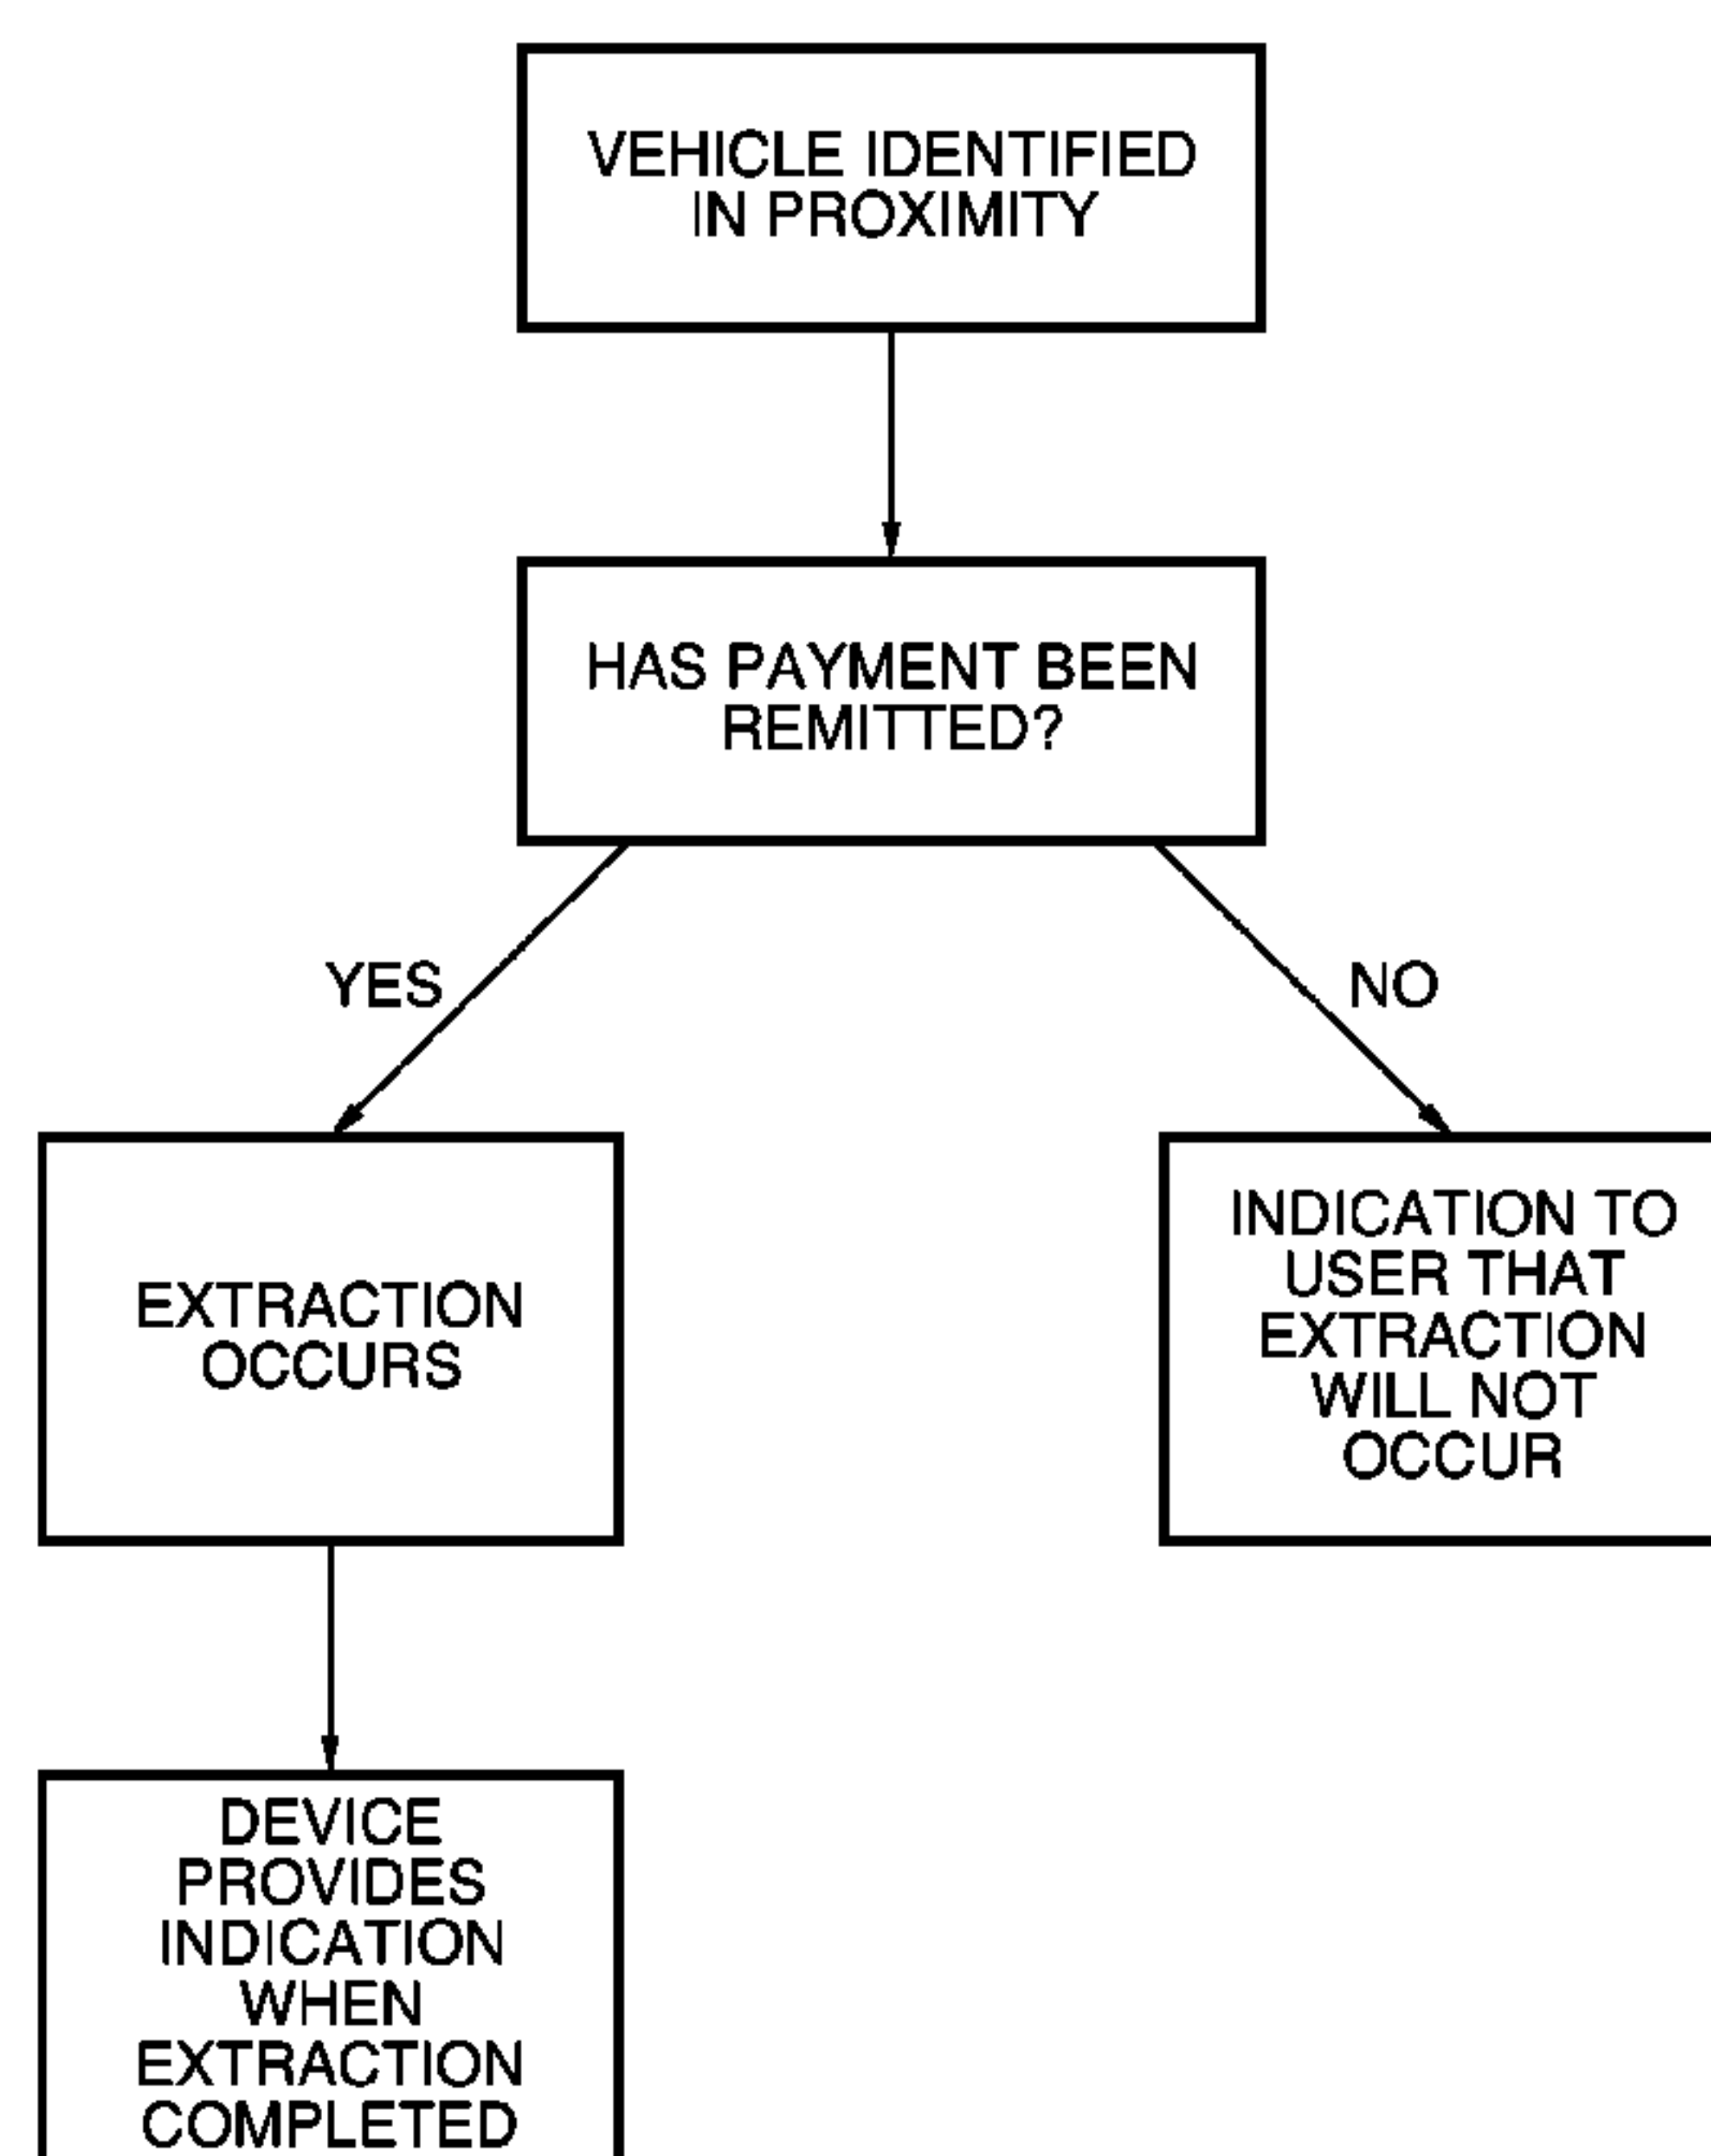 VEHICLE IDENTIFIED
IN PROXIMITY
HAS PAYMENT BEEN
REMITTED?
YES
NO
EXTRACTION
OCCURS
INDICATION TO
USER THAT
EXTRACTION
WILL NOT
OCCUR
DEVICE
PROVIDES
INDICATION
WHEN
EXTRACTION
COMPLETED